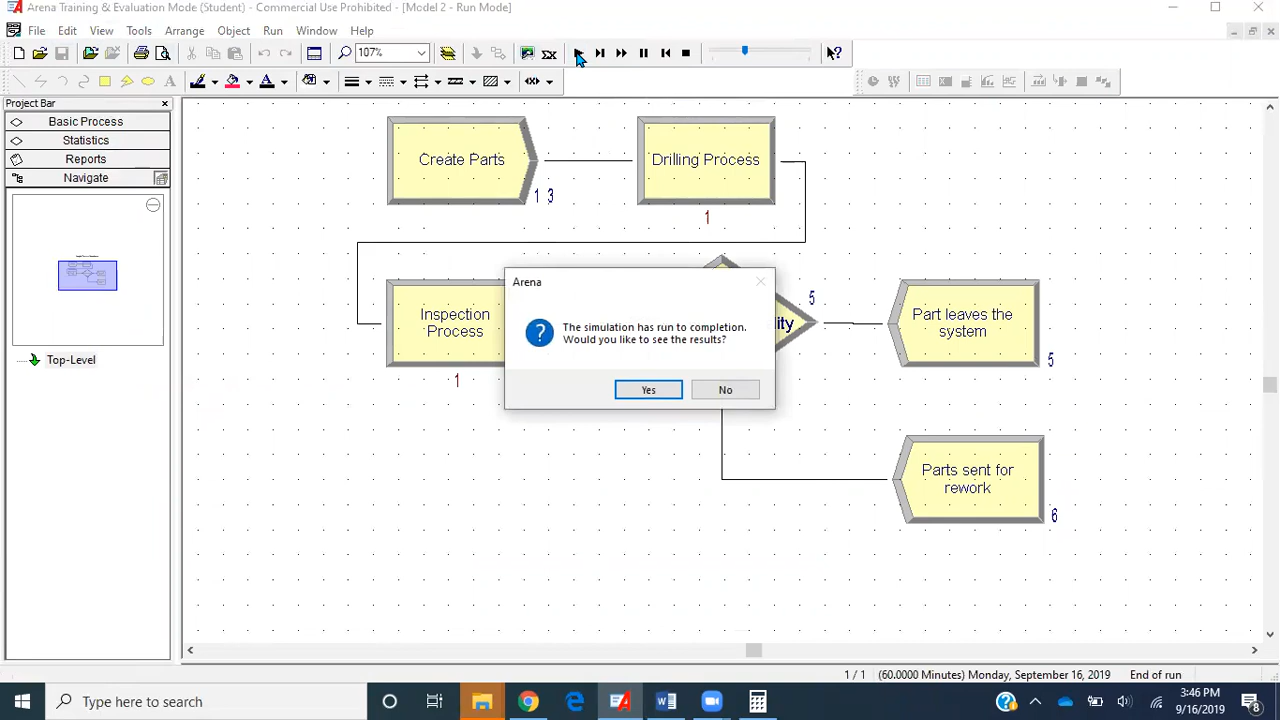 Arena Training & Evaluation Mode (Student) - Commercial Use Prohibited - [Model 2 - Run Mode]
File Edit View Tools Arrange Object Run Window Help
107%
Project Bar
Basic Process
Statistics
Reports
Navigate
Top-Level
Create Parts
1 3
Drilling Process
1
Inspection
Process
1
ity
5
Part leaves the
system
5
Parts sent for
rework
6
Arena
The simulation has run to completion.
Would you like to see the results?
Yes
No
1 / 1 (60.0000 Minutes) Monday, September 16, 2019 End of run
Type here to search
3:46 PM
9/16/2019
8